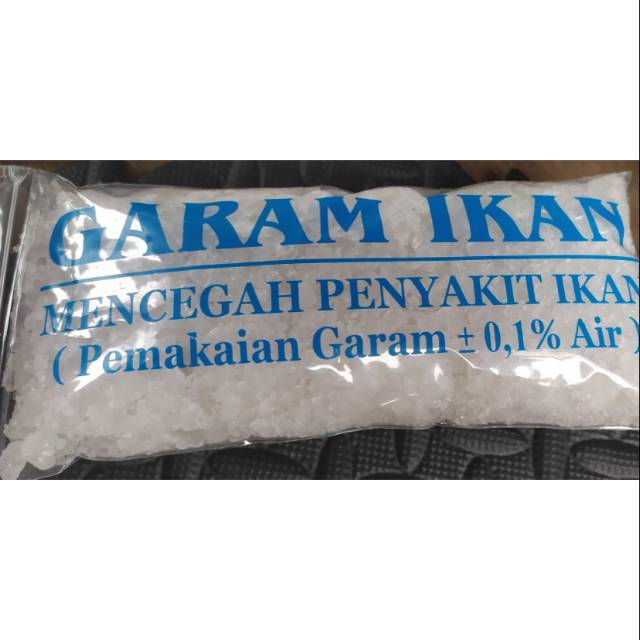 GARAM IKAN
MENCEGAH PENYAKIT IKAN
( Pemakaian Garam ± 0,1% Air )